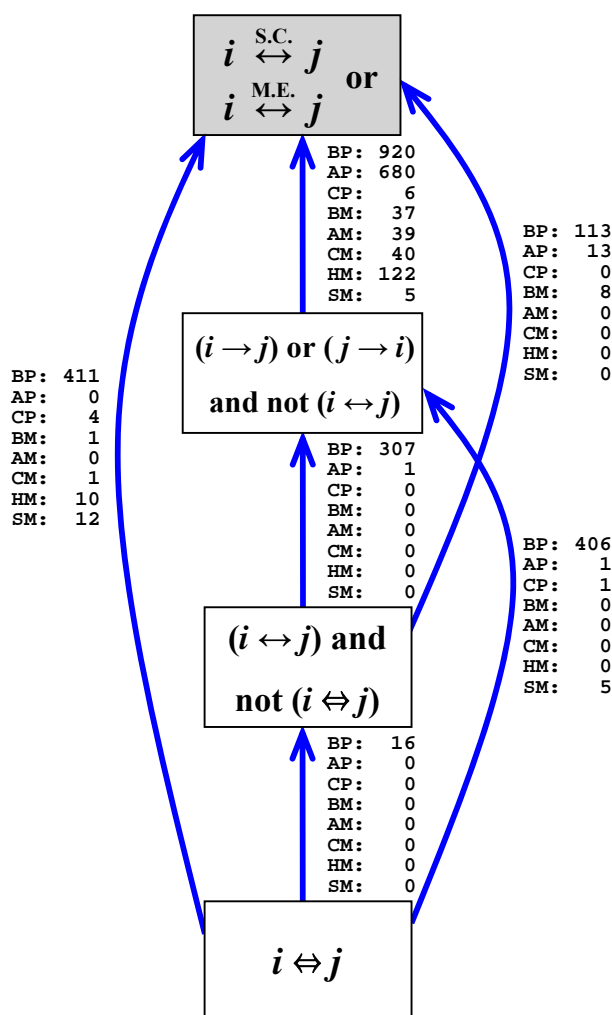 i ↔ j (S.C.) or
i ↔ j (M.E.)
BP: 920
AP: 680
CP: 6
BM: 37
AM: 39
CM: 40
HM: 122
SM: 5
BP: 113
AP: 13
CP: 0
BM: 8
AM: 0
CM: 0
HM: 0
SM: 0
(i → j) or (j → i)
and not (i ↔ j)
BP: 411
AP: 0
CP: 4
BM: 1
AM: 0
CM: 1
HM: 10
SM: 12
BP: 307
AP: 1
CP: 0
BM: 0
AM: 0
CM: 0
HM: 0
SM: 0
BP: 406
AP: 1
CP: 1
BM: 0
AM: 0
CM: 0
HM: 0
SM: 5
(i ↔ j) and
not (i ⇔ j)
BP: 16
AP: 0
CP: 0
BM: 0
AM: 0
CM: 0
HM: 0
SM: 0
i ⇔ j